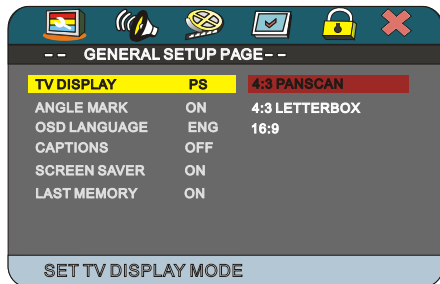 -- GENERAL SETUP PAGE--
TV DISPLAY PS 4:3 PANSCAN
ANGLE MARK ON 4:3 LETTERBOX
OSD LANGUAGE ENG 16:9
CAPTIONS OFF
SCREEN SAVER ON
LAST MEMORY ON
SET TV DISPLAY MODE